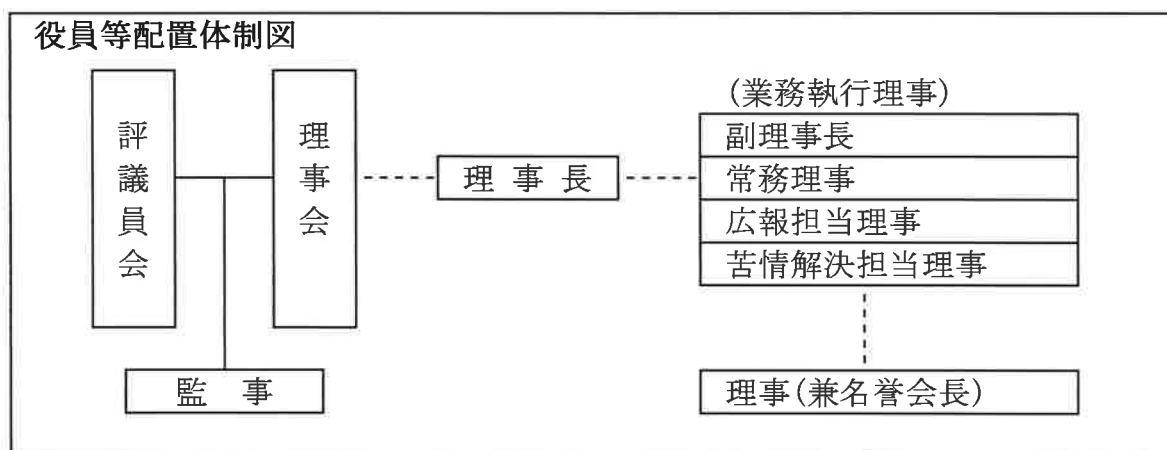 役員等配置体制図
評議員会
理事会
理事長
(業務執行理事)
副理事長
常務理事
広報担当理事
苦情解決担当理事
監事
理事(兼名誉会長)